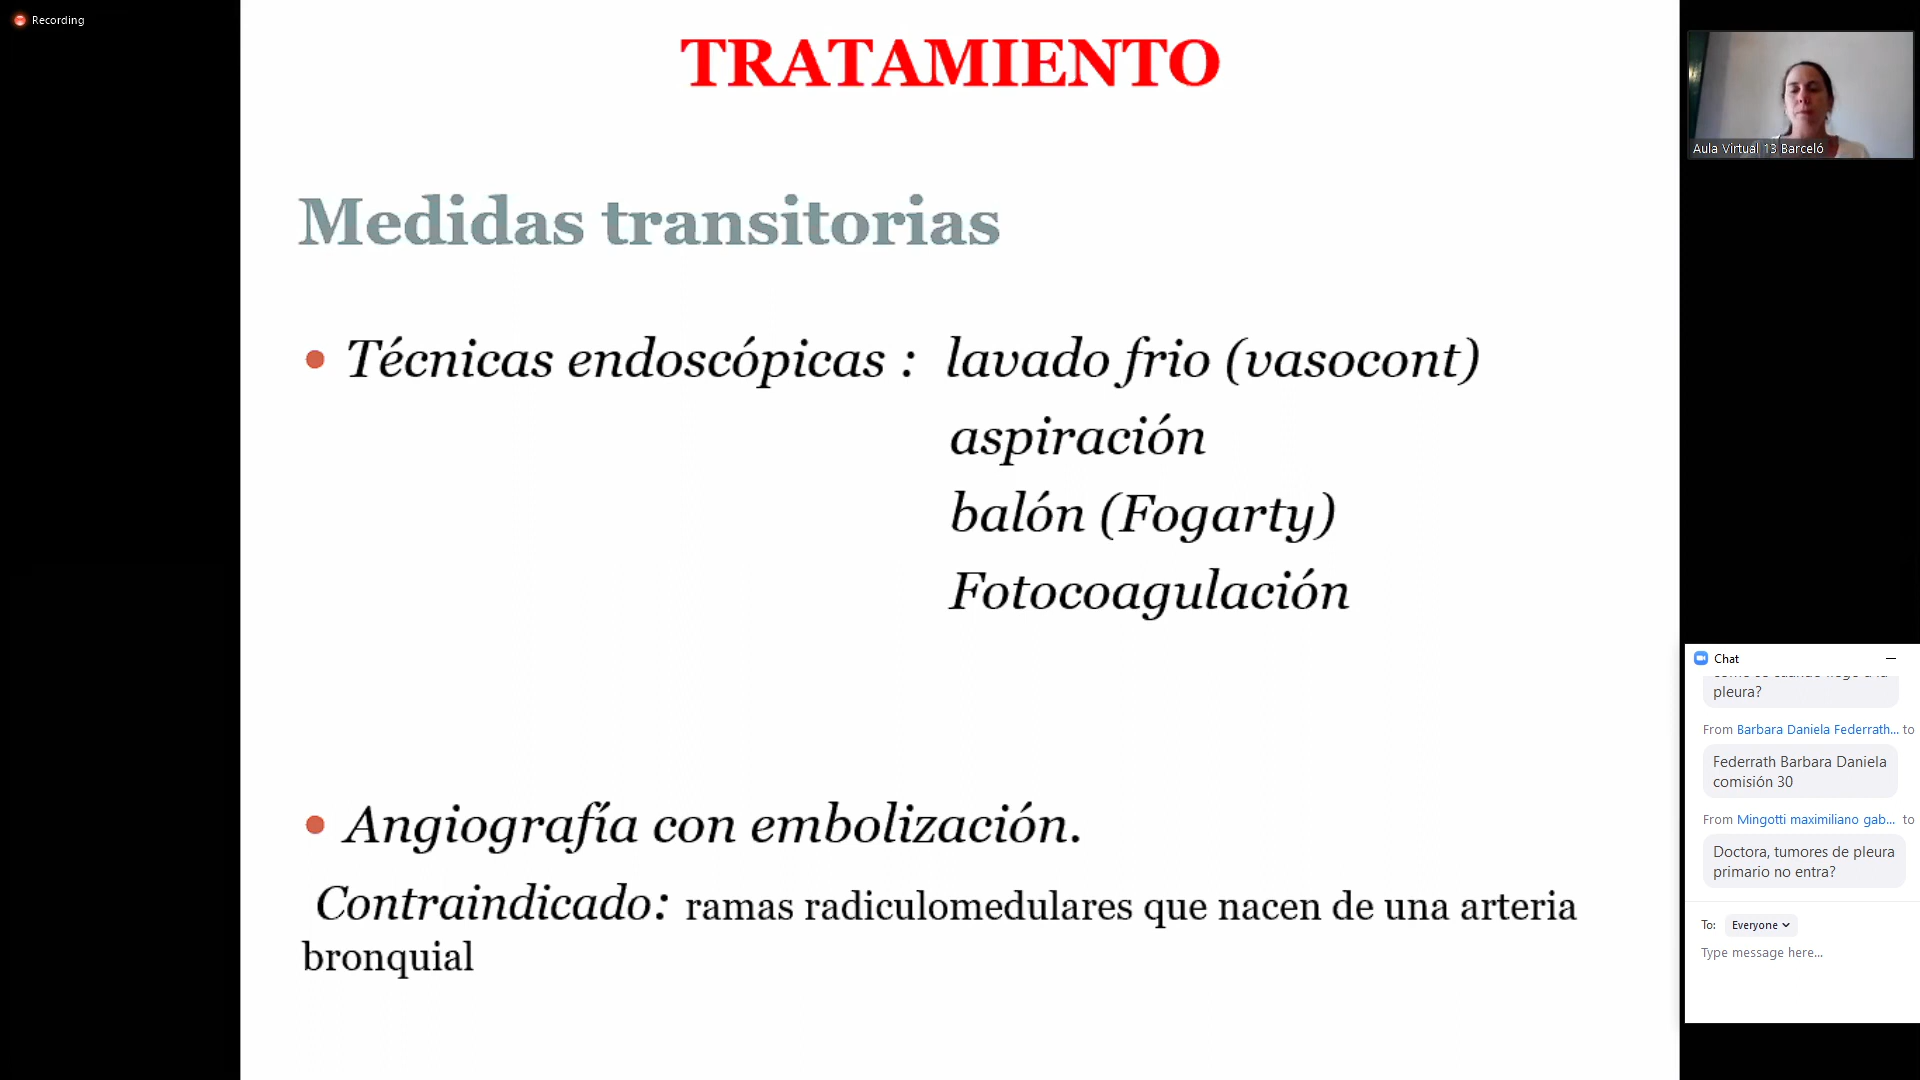 Recording
TRATAMIENTO
Medidas transitorias
• Técnicas endoscópicas : lavado frio (vasocont)
aspiración
balón (Fogarty)
Fotocoagulación
• Angiografía con embolización.
Contraindicado: ramas radiculomedulares que nacen de una arteria
bronquial
Aula Virtual 13 Barceló
Chat
pleura?
From Barbara Daniela Federrath... to
Federrath Barbara Daniela
comisión 30
From Mingotti maximiliano gab... to
Doctora, tumores de pleura
primario no entra?
To: Everyone
Type message here...